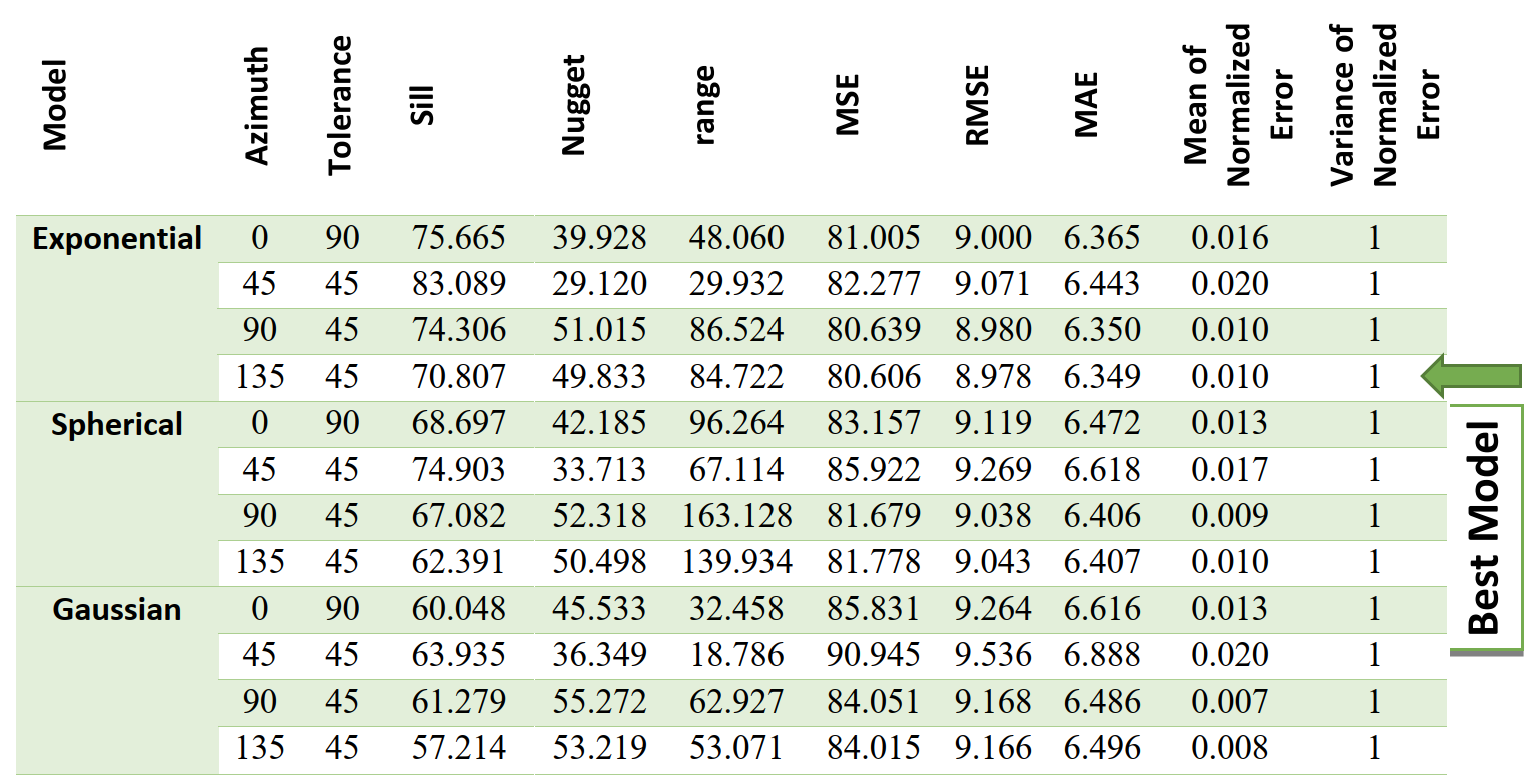 Model Azimuth Tolerance Sill Nugget range MSE RMSE MAE Mean of Normalized Error Variance of Normalized Error
Exponential 0 90 75.665 39.928 48.060 81.005 9.000 6.365 0.016 1
45 45 83.089 29.120 29.932 82.277 9.071 6.443 0.020 1
90 45 74.306 51.015 86.524 80.639 8.980 6.350 0.010 1
135 45 70.807 49.833 84.722 80.606 8.978 6.349 0.010 1
Spherical 0 90 68.697 42.185 96.264 83.157 9.119 6.472 0.013 1
45 45 74.903 33.713 67.114 85.922 9.269 6.618 0.017 1
90 45 67.082 52.318 163.128 81.679 9.038 6.406 0.009 1
135 45 62.391 50.498 139.934 81.778 9.043 6.407 0.010 1
Gaussian 0 90 60.048 45.533 32.458 85.831 9.264 6.616 0.013 1
45 45 63.935 36.349 18.786 90.945 9.536 6.888 0.020 1
90 45 61.279 55.272 62.927 84.051 9.168 6.486 0.007 1
135 45 57.214 53.219 53.071 84.015 9.166 6.496 0.008 1
Best Model